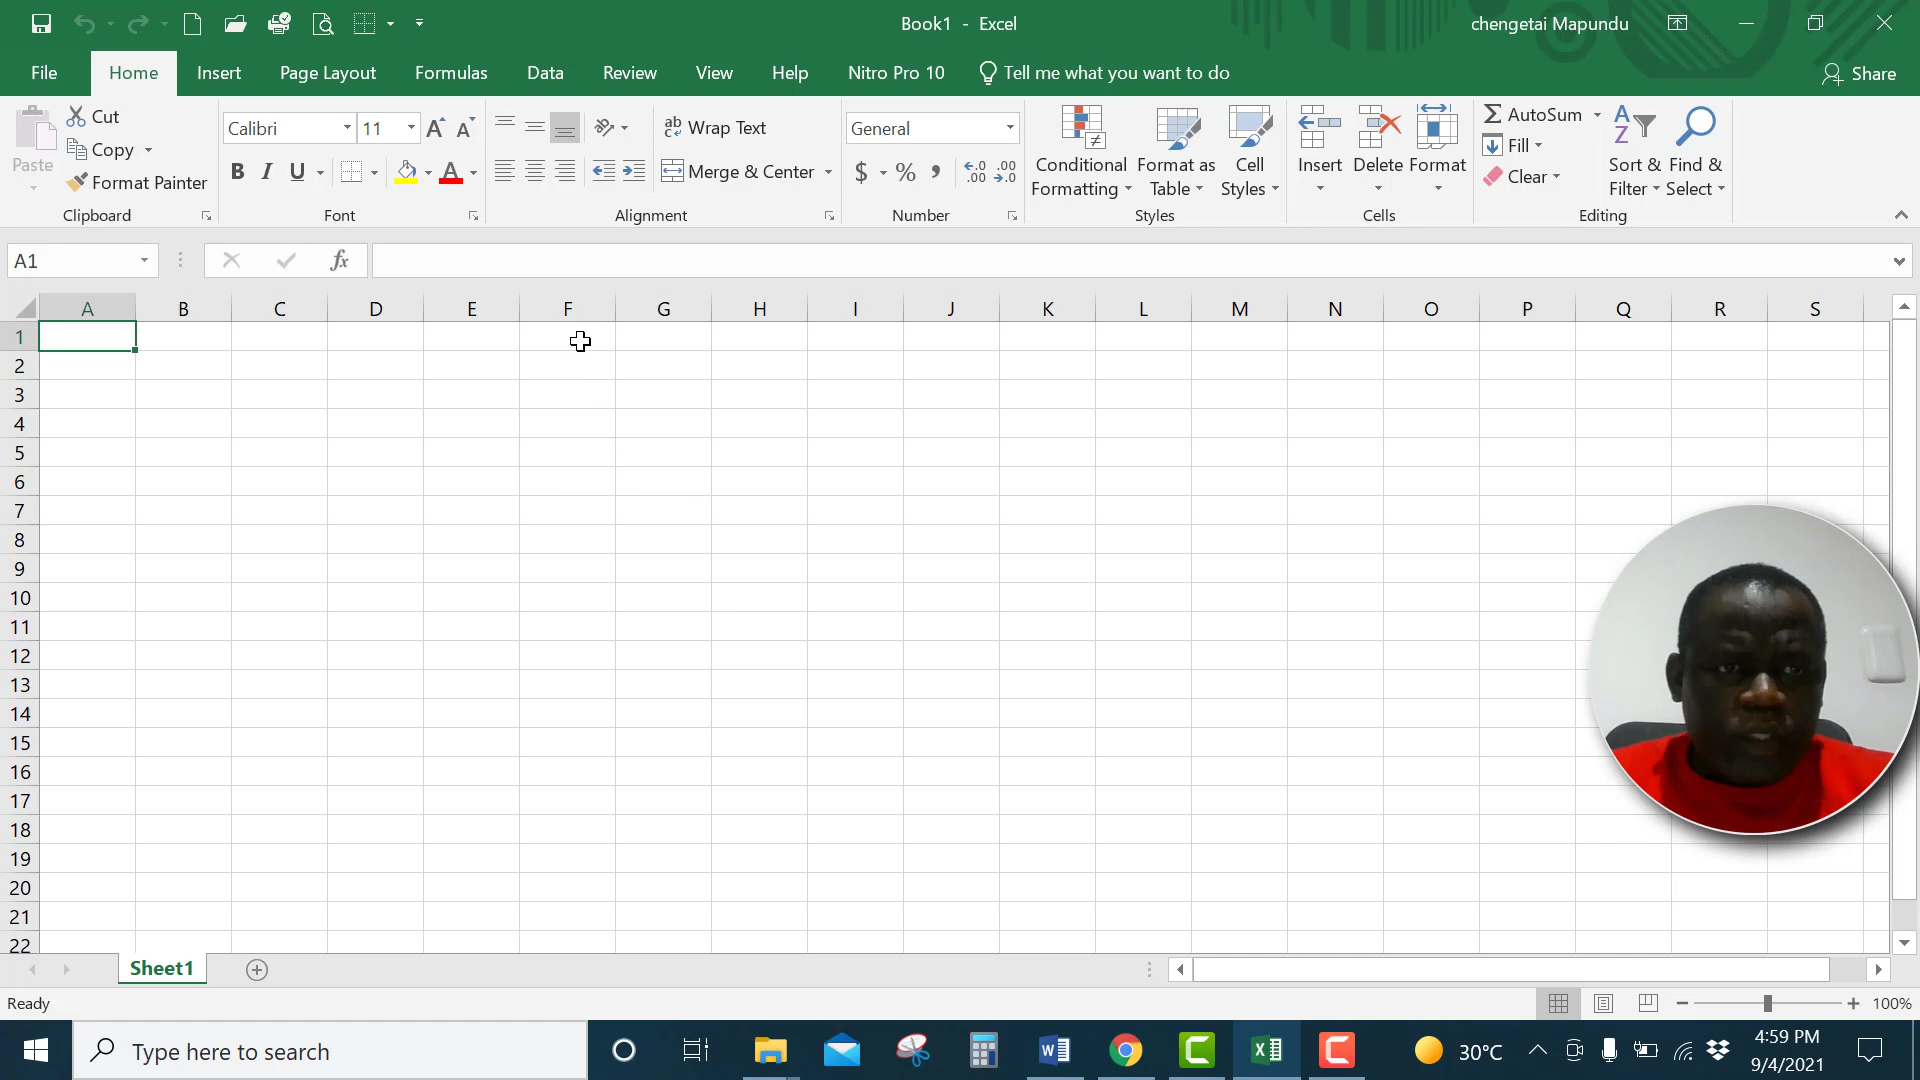 Book1 - Excel
chengetai Mapundu
File Home Insert Page Layout Formulas Data Review View Help Nitro Pro 10 Tell me what you want to do Share
Paste
Cut
Copy
Format Painter
Clipboard
Calibri 11 A A
B I U A
Font
Wrap Text
Merge & Center
Alignment
General
$ % ,
Number
Conditional
Formatting
Format as
Table
Cell
Styles
Styles
Insert Delete Format
Cells
AutoSum
Fill
Clear
Sort &
Filter
Find &
Select
Editing
A1 fx
A B C D E F G H I J K L M N O P Q R S
1
2
3
4
5
6
7
8
9
10
11
12
13
14
15
16
17
18
19
20
21
22
Sheet1
Ready 100%
Type here to search
30°C
4:59 PM
9/4/2021